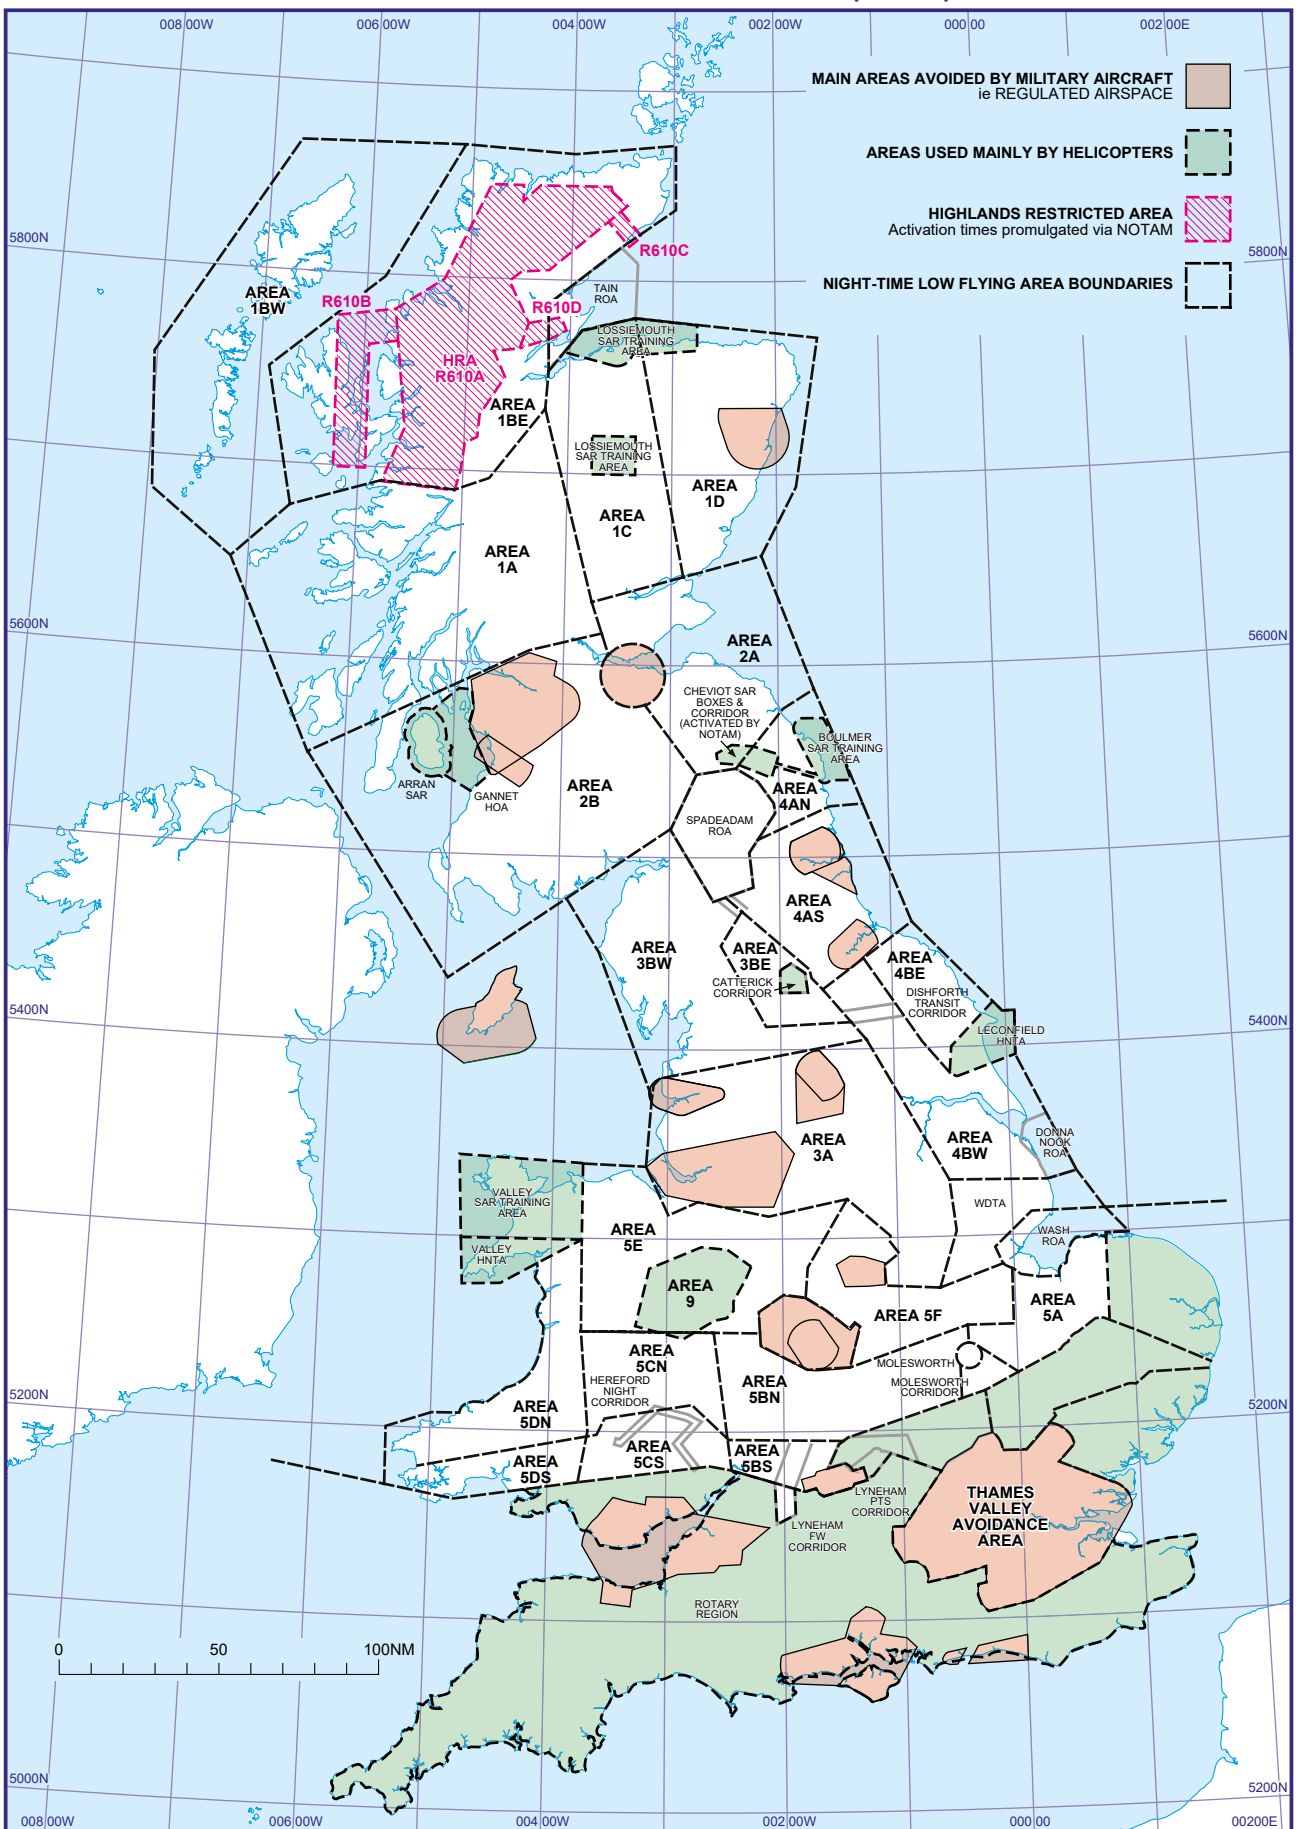 008 00W
006 00W
004 00W
002 00W
000 00
002 00E
MAIN AREAS AVOIDED BY MILITARY AIRCRAFT
ie REGULATED AIRSPACE
AREAS USED MAINLY BY HELICOPTERS
HIGHLANDS RESTRICTED AREA
Activation times promulgated via NOTAM
NIGHT-TIME LOW FLYING AREA BOUNDARIES
5800N
5800N
R610C
AREA
1BW
R610B
TAIN
ROA
R610D
LOSSIEMOUTH
SAR TRAINING
AREA
HRA
R610A
AREA
1BE
LOSSIEMOUTH
SAR TRAINING
AREA
AREA
1D
AREA
1C
AREA
1A
5600N
5600N
AREA
2A
CHEVIOT SAR
BOXES &
CORRIDOR
(ACTIVATED BY
NOTAM)
BOULMER
SAR TRAINING
AREA
ARRAN
SAR
GANNET
HOA
AREA
2B
AREA
4AN
SPADEADAM
ROA
AREA
4AS
AREA
3BW
AREA
3BE
AREA
4BE
CATTERICK
CORRIDOR
DISHFORTH
TRANSIT
CORRIDOR
5400N
5400N
LECONFIELD
HNTA
AREA
3A
AREA
4BW
DONNA
NOOK
ROA
VALLEY
SAR TRAINING
AREA
WDTA
VALLEY
HNTA
AREA
5E
WASH
ROA
AREA
9
AREA 5F
AREA
5A
AREA
5CN
MOLESWORTH
HEREFORD
NIGHT
CORRIDOR
AREA
5BN
MOLESWORTH
CORRIDOR
5200N
5200N
AREA
5DN
AREA
5CS
AREA
5BS
AREA
5DS
LYNEHAM
PTS
CORRIDOR
THAMES
VALLEY
AVOIDANCE
AREA
LYNEHAM
FW
CORRIDOR
ROTARY
REGION
0
50
100NM
5000N
5200N
008 00W
006 00W
004 00W
002 00W
000 00
00200E